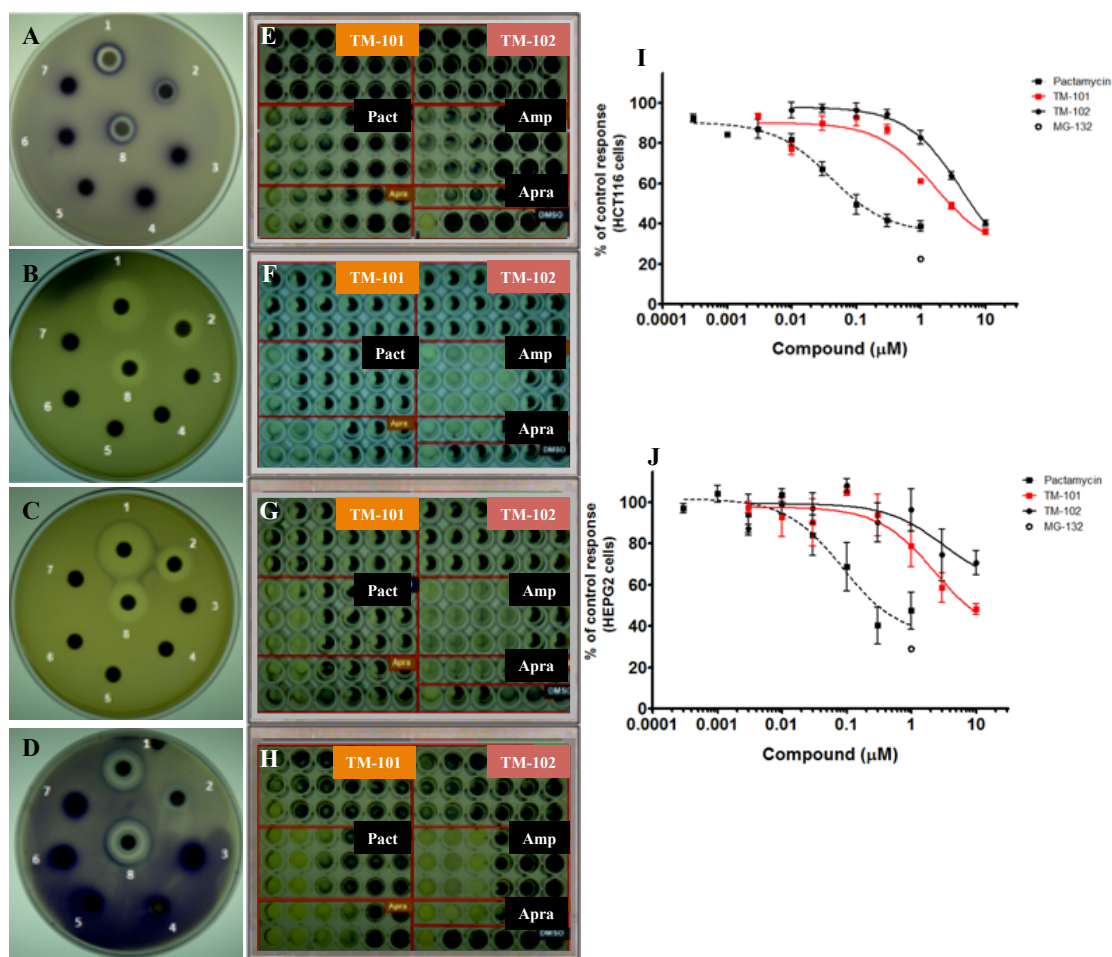 A
1
2
7
6
8
3
5
4
B
1
2
7
3
6
8
4
5
C
1
2
7
3
6
8
4
5
D
1
2
7
6
3
8
5
4
E
TM-101
TM-102
Pact
Amp
Apra
Apra
DMSO
F
TM-101
TM-102
Pact
Amp
Apra
Apra
DMSO
G
TM-101
TM-102
Pact
Amp
Apra
Apra
DMSO
H
TM-101
TM-102
Pact
Amp
Apra
Apra
DMSO
I
% of control response
(HCT116 cells)
100
80
60
40
20
0
0.0001
0.001
0.01
0.1
1
10
Compound (μM)
Pactamycin
TM-101
TM-102
MG-132
J
% of control response
(HEPG2 cells)
100
80
60
40
20
0
0.0001
0.001
0.01
0.1
1
10
Compound (μM)
Pactamycin
TM-101
TM-102
MG-132